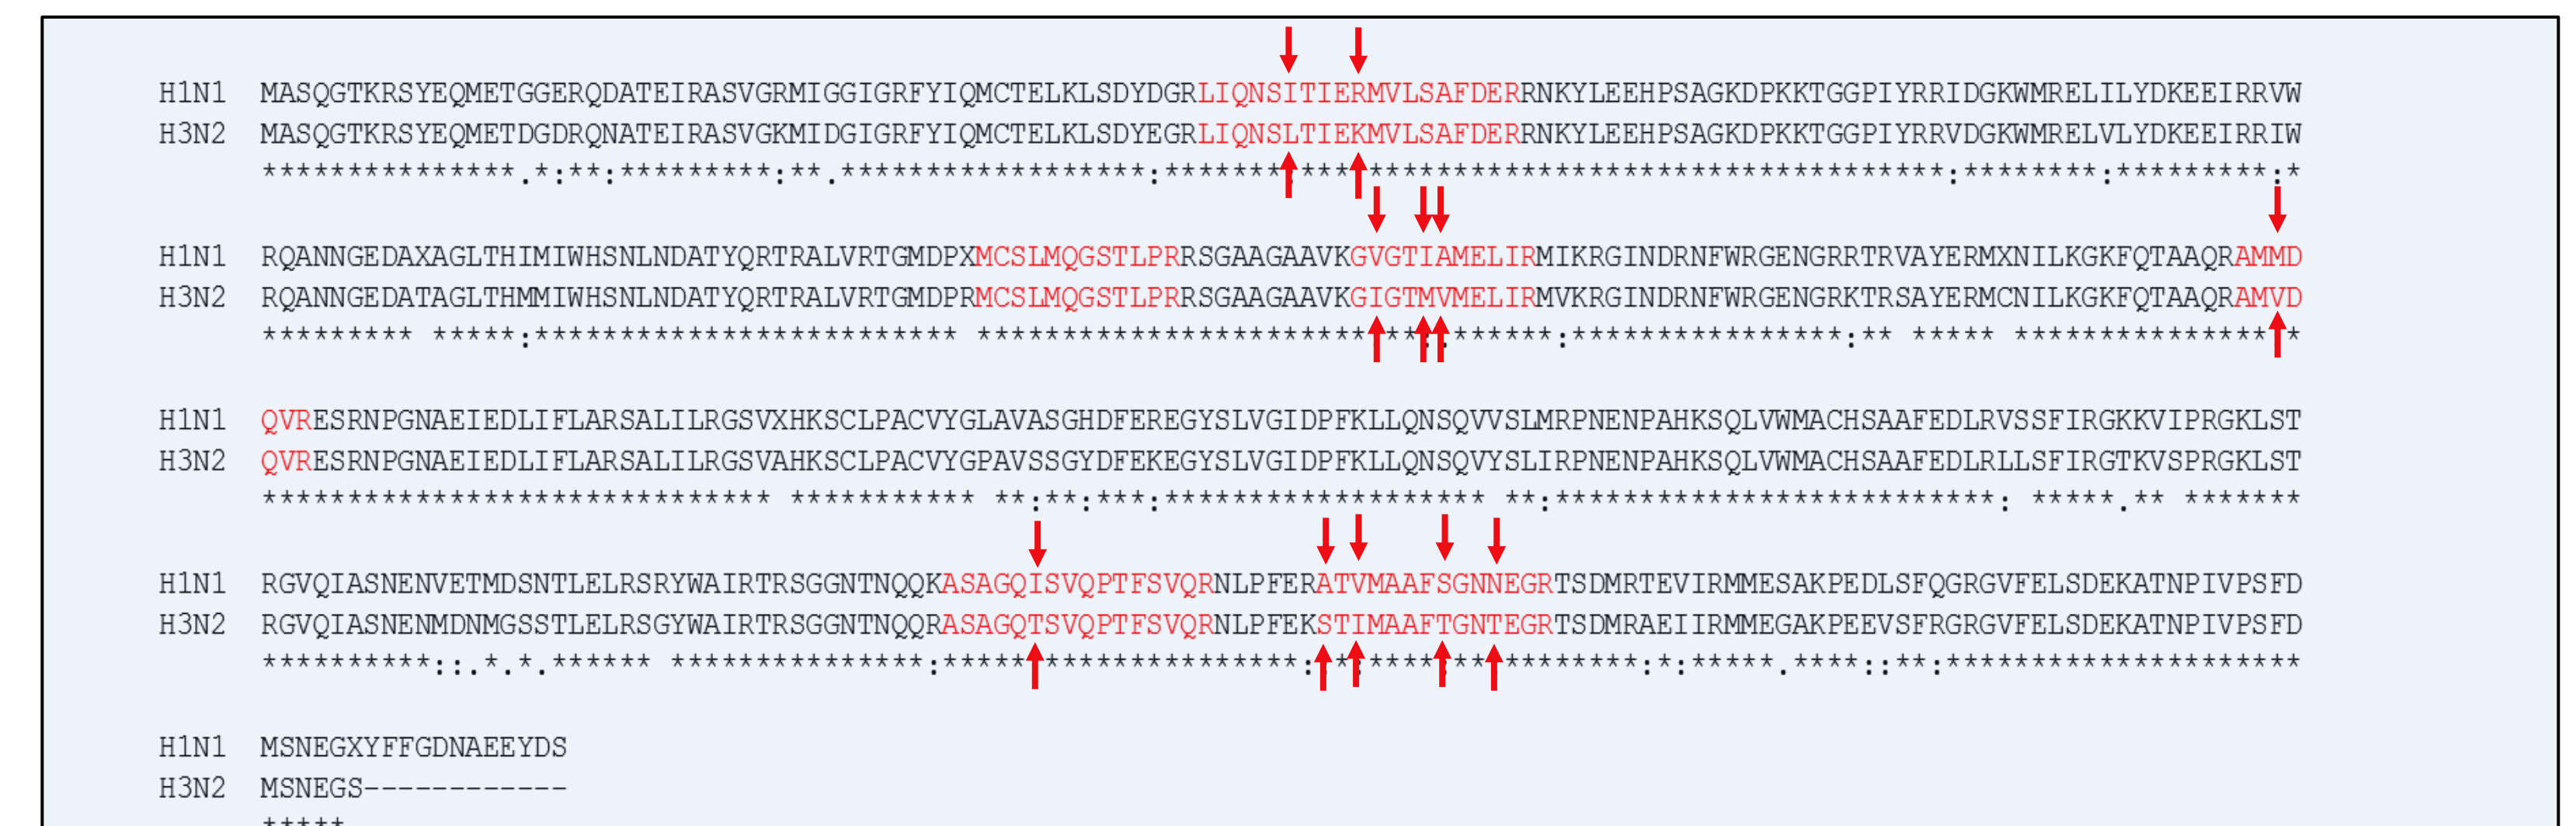 H1N1 MASQGTKRSYEQMETGGERQDATEIRASVGRMIGGIGRFYIQMCTELKLSDYDGRLIQNSITIERMVLSAFDERRNKYLEEHPSAGKDPKKTGGPIYRRIDGKWMRELILYDKEEIRRVW
H3N2 MASQGTKRSYEQMETDGDRQNATEIRASVGKMIDGIGRFYIQMCTELKLSDYEGRLIQNSLTIEKMVLSAFDERRNKYLEEHPSAGKDPKKTGGPIYRRVDGKWMRELVLYDKEEIRRIW
***************.*:**:*********:**.******************:*******:***:**********************************:********:*********:*
H1N1 RQANNGEDAXAGLTHIMIWHSNLNDATYQRTRALVRTGMDPXMCSLMQGSTLPRRSGAAGAAVKGVGTIAMELIRMIKRGINDRNFWRGENGRRTRVAYERMXNILKGKFQTAAQRAMMD
H3N2 RQANNGEDATAGLTHMMIWHSNLNDATYQRTRALVRTGMDPRMCSLMQGSTLPRRSGAAGAAVKGIGTMVMELIRMVKRGINDRNFWRGENGRKTRSAYERMCNILKGKFQTAAQRAMVD
********* *****:************************* ***********************:**:.******:****************:** ***** ***************:*
H1N1 QVRESRNPGNAEIEDLIFLARSALILRGSVXHKSCLPACVYGLAVASGHDFEREGYSLVGIDPFKLLQNSQVVSLMRPNENPAHKSQLVWMACHSAAFEDLRVSSFIRGKKVIPRGKLST
H3N2 QVRESRNPGNAEIEDLIFLARSALILRGSVAHKSCLPACVYGPAVSSGYDFEKEGYSLVGIDPFKLLQNSQVYSLIRPNENPAHKSQLVWMACHSAAFEDLRLLSFIRGTKVSPRGKLST
****************************** *********** **:**:***:******************* **:**************************: *****.** *******
H1N1 RGVQIASNENVETMDSNTLELRSRYWAIRTRSGGNTNQQKASAGQISVQPTFSVQRNLPFERATVMAAFSGNNEGRTSDMRTEVIRMMESAKPEDLSFQGRGVFELSDEKATNPIVPSFD
H3N2 RGVQIASNENMDNMGSSTLELRSGYWAIRTRSGGNTNQQRASAGQTSVQPTFSVQRNLPFEKSTIMAAFTGNTEGRTSDMRAEIIRMMEGAKPEEVSFRGRGVFELSDEKATNPIVPSFD
**********::.*.*.****** ***************:***** ***************::*:****:** ********:*:*****.****::**:*********************
H1N1 MSNEGXYFFGDNAEEYDS
H3N2 MSNEGS------------
*****